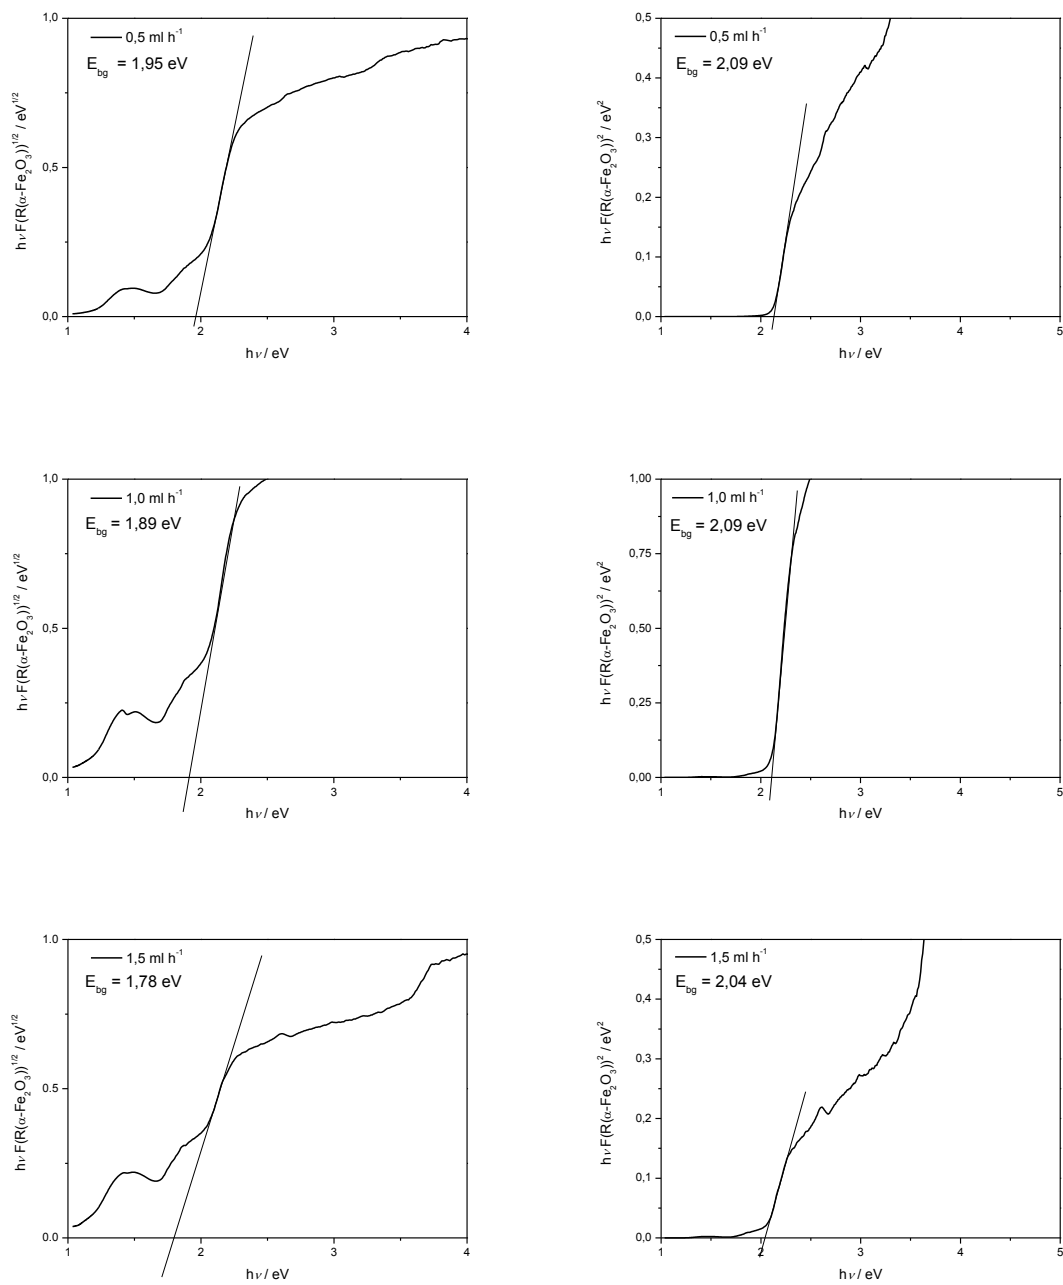 1,0
0,5 ml h⁻¹
E_bg = 1,95 eV
0,5
0,0
1 2 3 4
hν / eV
hν F(R(α-Fe₂O₃))^1/2 / eV^1/2
0,5
0,5 ml h⁻¹
E_bg = 2,09 eV
0,4
0,3
0,2
0,1
0,0
1 2 3 4 5
hν / eV
hν F(R(α-Fe₂O₃))² / eV²
1,0
1,0 ml h⁻¹
E_bg = 1,89 eV
0,5
0,0
1 2 3 4
hν / eV
hν F(R(α-Fe₂O₃))^1/2 / eV^1/2
1,00
1,0 ml h⁻¹
E_bg = 2,09 eV
0,75
0,50
0,25
0,00
1 2 3 4 5
hν / eV
hν F(R(α-Fe₂O₃))² / eV²
1.0
1,5 ml h⁻¹
E_bg = 1,78 eV
0.5
0.0
1 2 3 4
hν / eV
hν F(R(α-Fe₂O₃))^1/2 / eV^1/2
0,5
1,5 ml h⁻¹
E_bg = 2,04 eV
0,4
0,3
0,2
0,1
0,0
1 2 3 4 5
hν / eV
hν F(R(α-Fe₂O₃))² / eV²